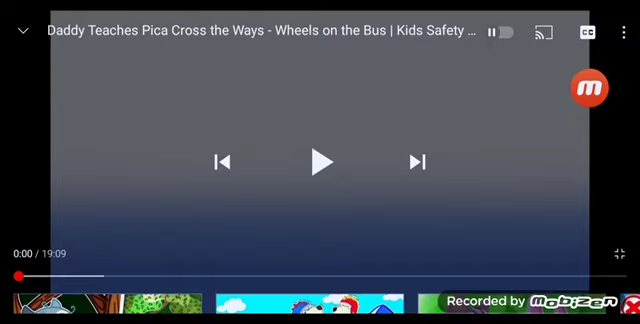 Daddy Teaches Pica Cross the Ways - Wheels on the Bus | Kids Safety ...
CC
m
0:00 / 19:09
Recorded by MOBIZEN